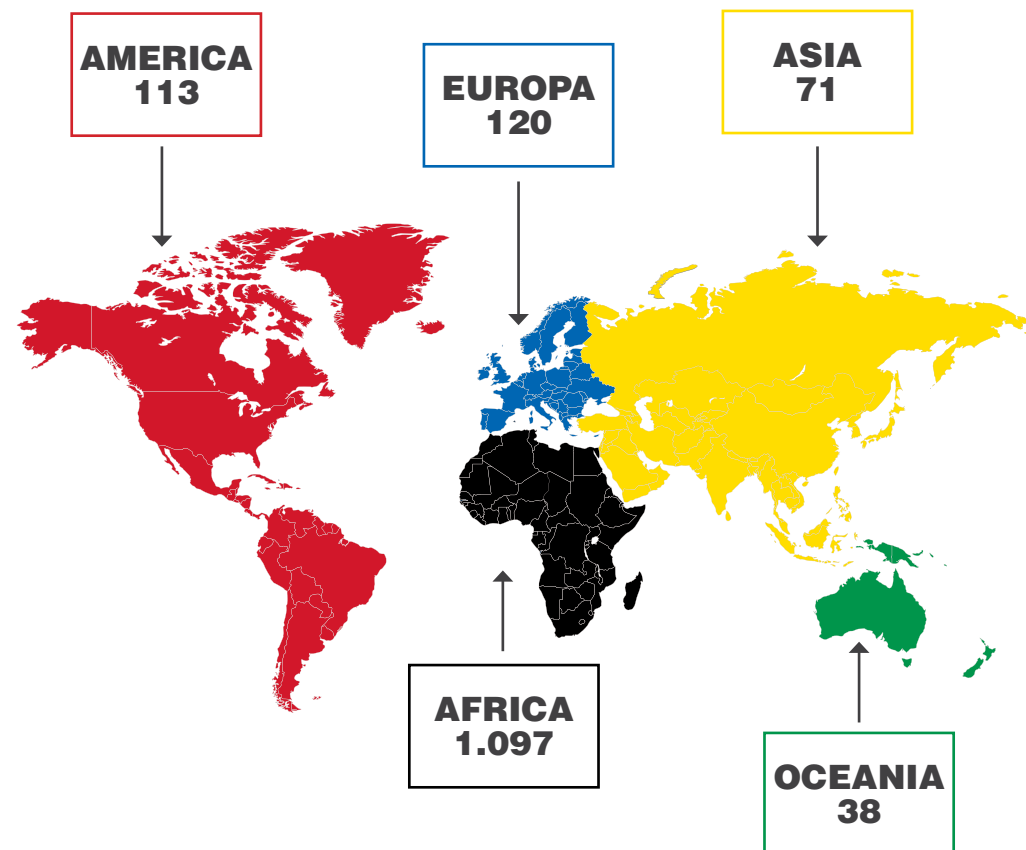 AMERICA
113
EUROPA
120
ASIA
71
AFRICA
1.097
OCEANIA
38